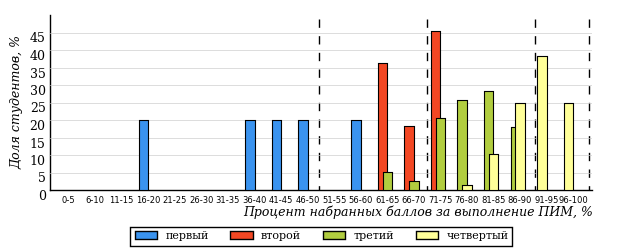 Доля студентов, %
45
40
35
30
25
20
15
10
5
0
0-5 6-10 11-15 16-20 21-25 26-30 31-35 36-40 41-45 46-50 51-55 56-60 61-65 66-70 71-75 76-80 81-85 86-90 91-95 96-100
Процент набранных баллов за выполнение ПИМ, %
первый второй третий четвертый